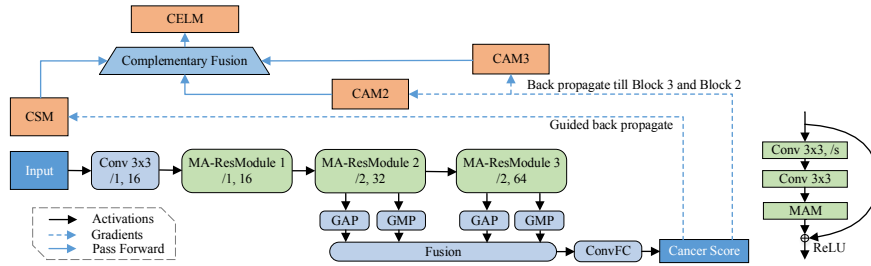 CELM
Complementary Fusion
CAM3
CAM2
Back propagate till Block 3 and Block 2
CSM
Guided back propagate
Input
Conv 3x3
/1, 16
MA-ResModule 1
/1, 16
MA-ResModule 2
/2, 32
MA-ResModule 3
/2, 64
GAP
GMP
GAP
GMP
Fusion
ConvFC
Cancer Score
Activations
Gradients
Pass Forward
Conv 3x3, /s
Conv 3x3
MAM
ReLU